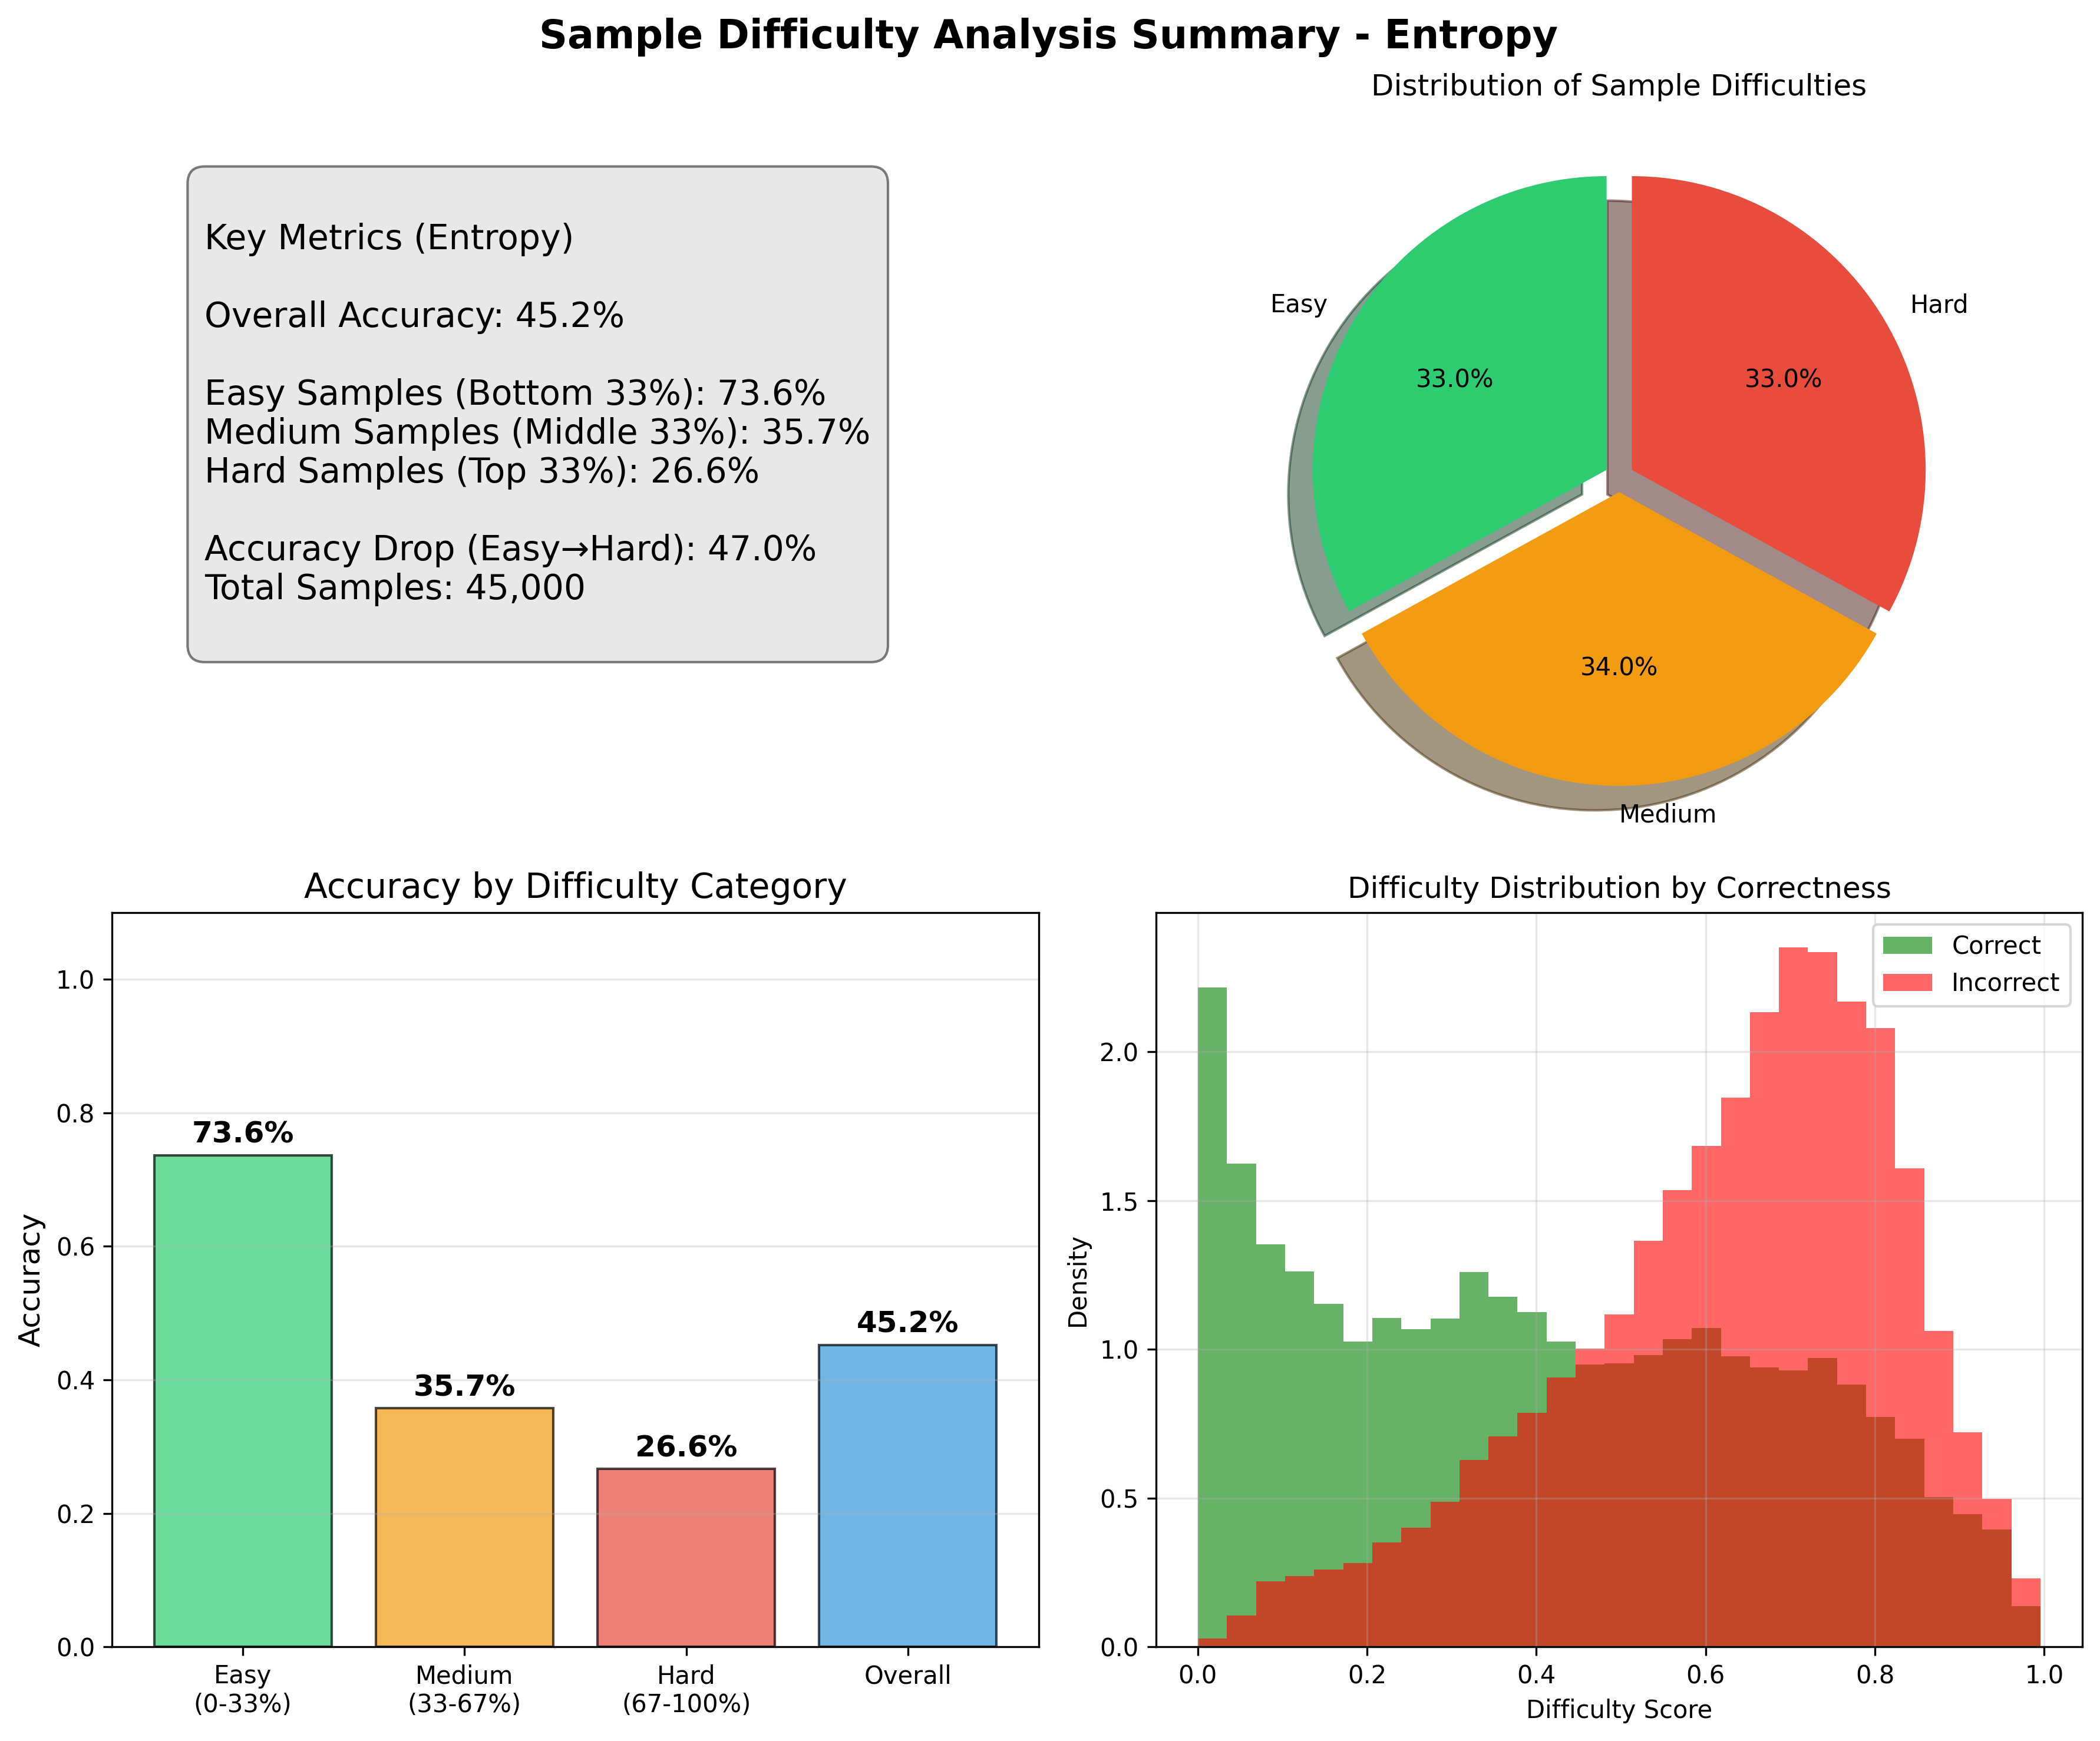 Sample Difficulty Analysis Summary - Entropy
Key Metrics (Entropy)
Overall Accuracy: 45.2%
Easy Samples (Bottom 33%): 73.6%
Medium Samples (Middle 33%): 35.7%
Hard Samples (Top 33%): 26.6%
Accuracy Drop (Easy→Hard): 47.0%
Total Samples: 45,000
Distribution of Sample Difficulties
Easy
Hard
33.0%
33.0%
34.0%
Medium
Accuracy by Difficulty Category
Accuracy
1.0
0.8
0.6
0.4
0.2
0.0
73.6%
35.7%
26.6%
45.2%
Easy
(0-33%)
Medium
(33-67%)
Hard
(67-100%)
Overall
Difficulty Distribution by Correctness
Correct
Incorrect
Density
2.0
1.5
1.0
0.5
0.0
0.0 0.2 0.4 0.6 0.8 1.0
Difficulty Score